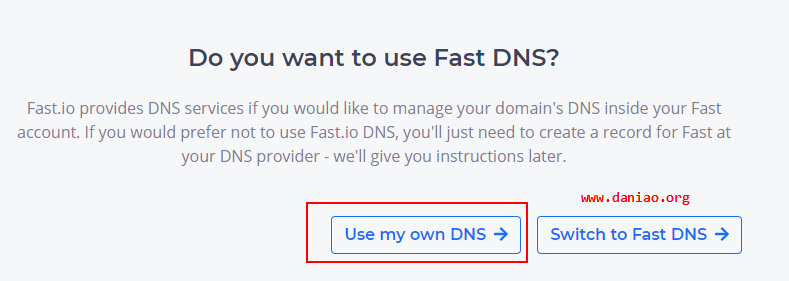 Do you want to use Fast DNS?
Fast.io provides DNS services if you would like to manage your domain's DNS inside your Fast
account. If you would prefer not to use Fast.io DNS, you'll just need to create a record for Fast at
your DNS provider - we'll give you instructions later.
www.daniao.org
Use my own DNS →
Switch to Fast DNS →